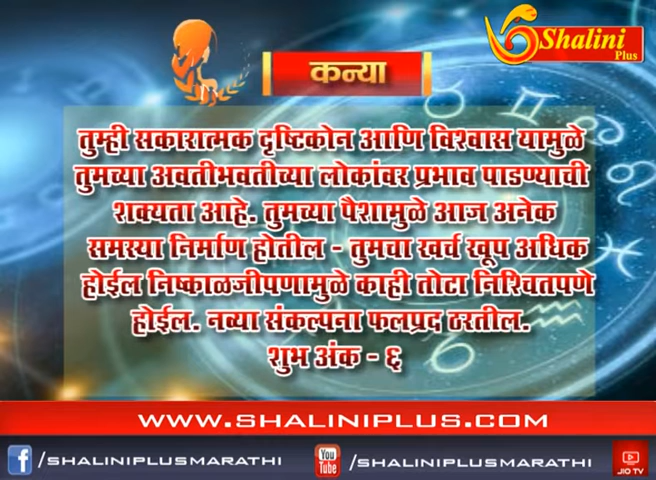 Shalini
Plus
कन्या
तुम्ही सकारात्मक दृष्टिकोन आणि विश्वास यामुळे
तुमच्या अवतीभवतीच्या लोकांवर प्रभाव पाडण्याची
शक्यता आहे. तुमच्या पैशामुळे आज अनेक
समस्या निर्माण होतील - तुमचा खर्च खूप अधिक
होईल निष्काळजीपणामुळे काही तोटा निश्चितपणे
होईल. नव्या संकल्पना फलप्रद ठरतील.
शुभ अंक - ६
WWW.SHALINIPLUS.COM
f /SHALINIPLUSMARATHI
You Tube /SHALINIPLUSMARATHI
JIO TV